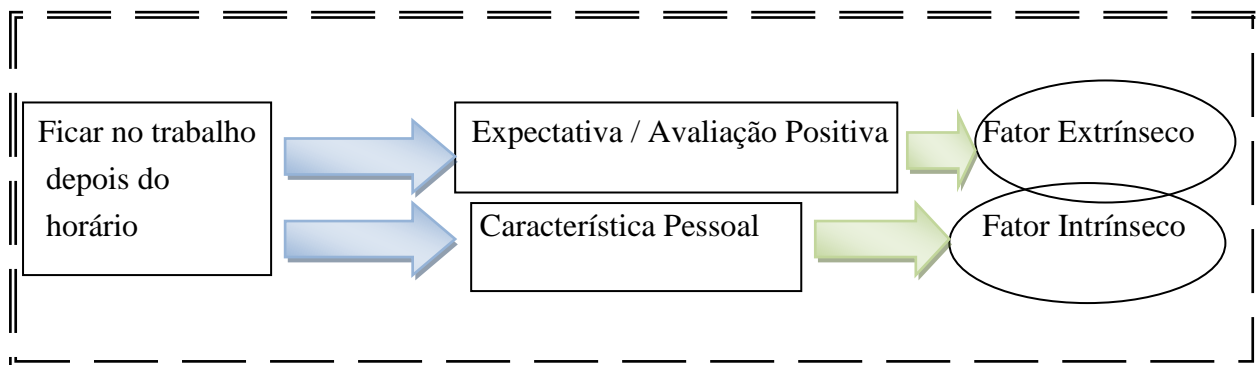 Ficar no trabalho
depois do
horário
Expectativa / Avaliação Positiva
Característica Pessoal
Fator Extrínseco
Fator Intrínseco